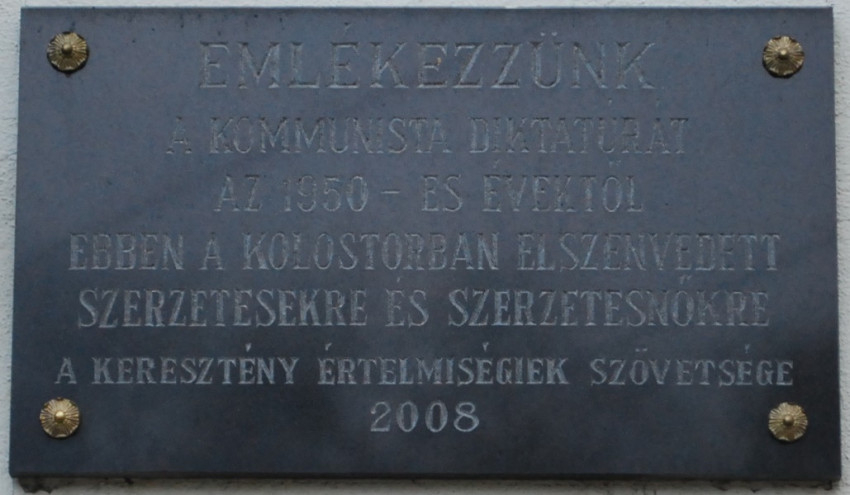 EMLÉKEZZÜNK
A KOMMUNISTA DIKTATÚRÁT
AZ 1950 - ES ÉVEKTŐL
EBBEN A KOLOSTORBAN ELSZENVEDETT
SZERZETESEKRE ÉS SZERZETESNŐKRE
A KERESZTÉNY ÉRTELMISÉGIEK SZÖVETSÉGE
2008